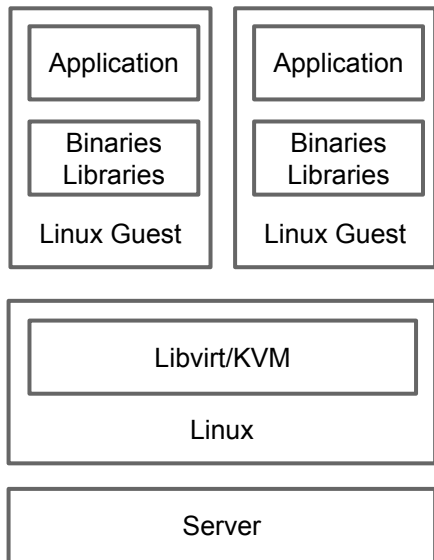 Application
Binaries
Libraries
Linux Guest
Application
Binaries
Libraries
Linux Guest
Libvirt/KVM
Linux
Server